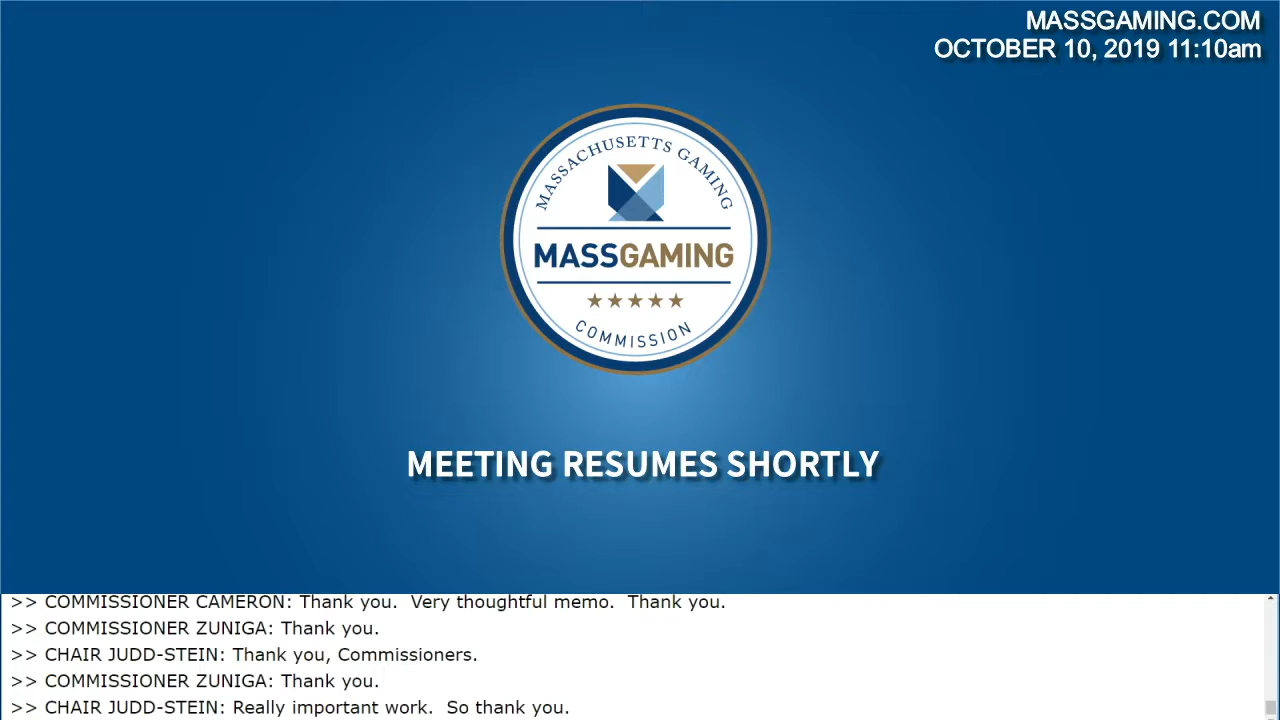 MASSGAMING.COM
OCTOBER 10, 2019 11:10am
MASSACHUSETTS GAMING
MASSGAMING
COMMISSION
MEETING RESUMES SHORTLY
>> COMMISSIONER CAMERON: Thank you.  Very thoughtful memo.  Thank you.
>> COMMISSIONER ZUNIGA: Thank you.
>> CHAIR JUDD-STEIN: Thank you, Commissioners.
>> COMMISSIONER ZUNIGA: Thank you.
>> CHAIR JUDD-STEIN: Really important work.  So thank you.